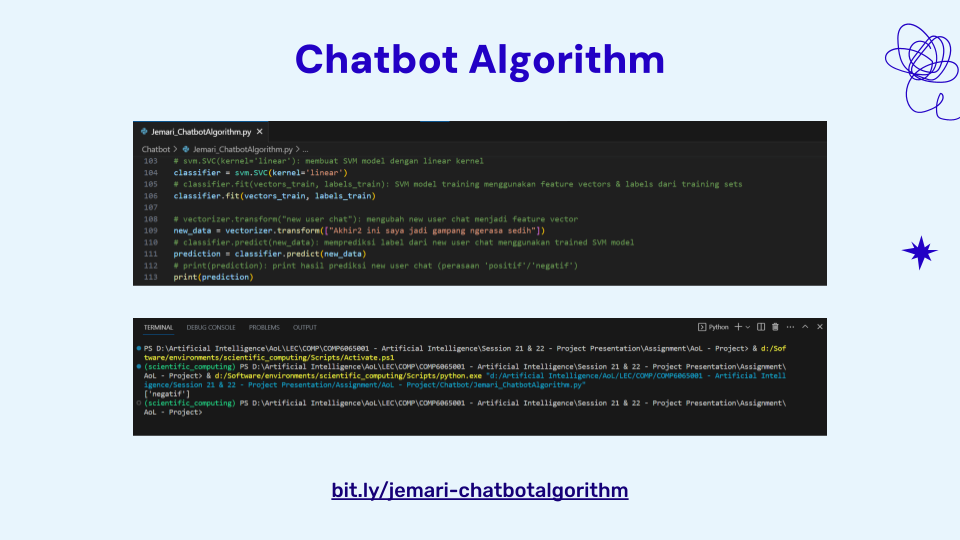 Chatbot Algorithm
Jemari_ChatbotAlgorithm.py ×
Chatbot > Jemari_ChatbotAlgorithm.py > ...
103 # svm.SVC(kernel='linear'): membuat SVM model dengan linear kernel
104 classifier = svm.SVC(kernel='linear')
105 # classifier.fit(vectors_train, labels_train): SVM model training menggunakan feature vectors & labels dari training sets
106 classifier.fit(vectors_train, labels_train)
107
108 # vectorizer.transform("new user chat"): mengubah new user chat menjadi feature vector
109 new_data = vectorizer.transform(["Akhir2 ini saya jadi gampang ngerasa sedih"])
110 # classifier.predict(new_data): memprediksi label dari new user chat menggunakan trained SVM model
111 prediction = classifier.predict(new_data)
112 # print(prediction): print hasil prediksi new user chat (perasaan 'positif'/'negatif')
113 print(prediction)
TERMINAL DEBUG CONSOLE PROBLEMS OUTPUT Python
PS D:\Artificial Intelligence\AoL\LEC\COMP\COMP6065001 - Artificial Intelligence\Session 21 & 22 - Project Presentation\Assignment\AoL - Project> & d:/Sof
tware/environments/scientific_computing/Scripts/Activate.ps1
(scientific_computing) PS D:\Artificial Intelligence\AoL\LEC\COMP\COMP6065001 - Artificial Intelligence\Session 21 & 22 - Project Presentation\Assignment\
AoL - Project> & d:/Software/environments/scientific_computing/Scripts/python.exe "d:/Artificial Intelligence/AoL/LEC/COMP/COMP6065001 - Artificial Intell
igence/Session 21 & 22 - Project Presentation/Assignment/AoL - Project/Chatbot/Jemari_ChatbotAlgorithm.py"
['negatif']
(scientific_computing) PS D:\Artificial Intelligence\AoL\LEC\COMP\COMP6065001 - Artificial Intelligence\Session 21 & 22 - Project Presentation\Assignment\
AoL - Project>
bit.ly/jemari-chatbotalgorithm